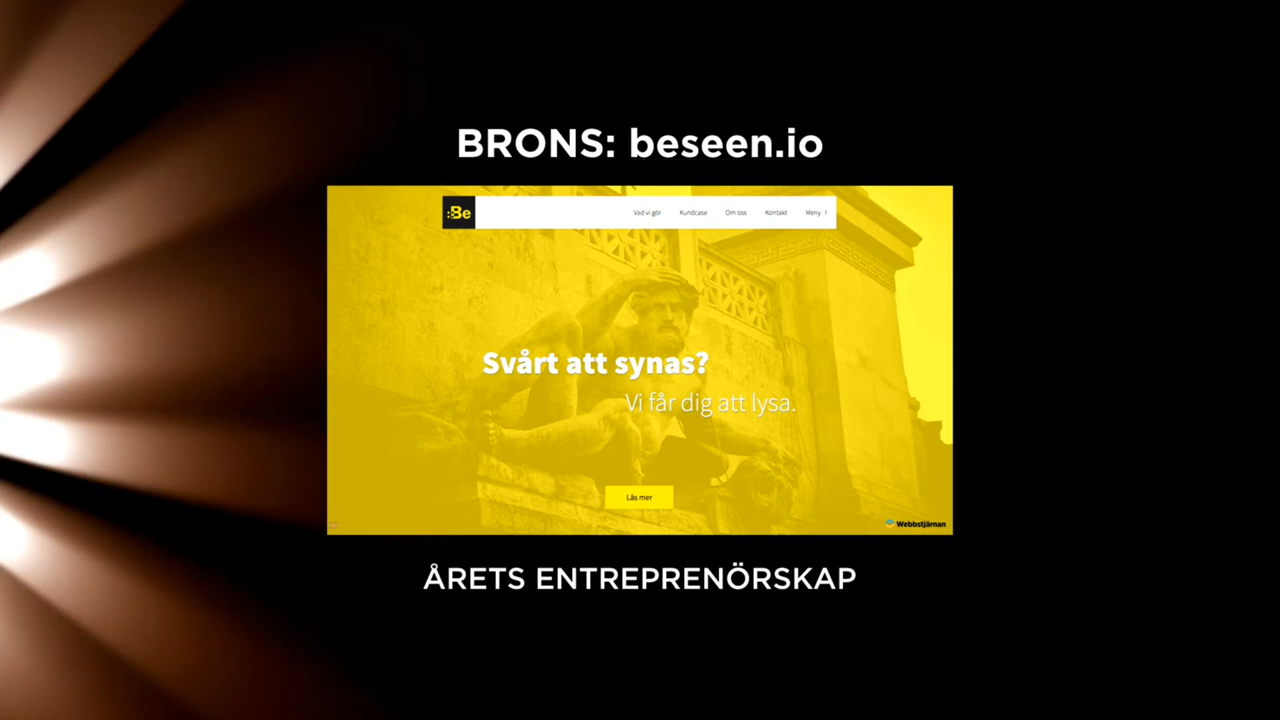 BRONS: beseen.io
:Be
Vad vi gör Kundcase Om oss Kontakt Meny
Svårt att synas?
Vi får dig att lysa.
Läs mer
Webbstjärnan
ÅRETS ENTREPRENÖRSKAP